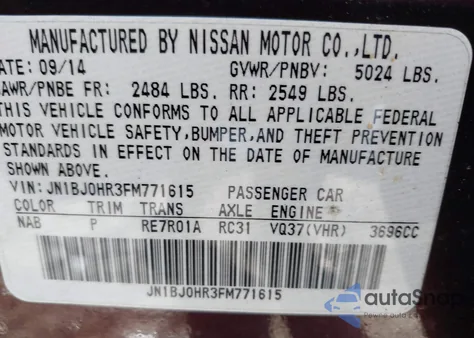 MANUFACTURED BY NISSAN MOTOR CO.,LTD.
DATE: 09/14 GVWR/PNBV: 5024 LBS.
GAWR/PNBE FR: 2484 LBS. RR: 2549 LBS.
THIS VEHICLE CONFORMS TO ALL APPLICABLE FEDERAL
MOTOR VEHICLE SAFETY,BUMPER,AND THEFT PREVENTION
STANDARDS IN EFFECT ON THE DATE OF MANUFACTURE
SHOWN ABOVE.
VIN: JN1BJ0HR3FM771615 PASSENGER CAR
COLOR TRIM TRANS AXLE ENGINE
NAB P RE7R01A RC31 VQ37(VHR) 3696CC
JN1BJ0HR3FM771615
autoSnap